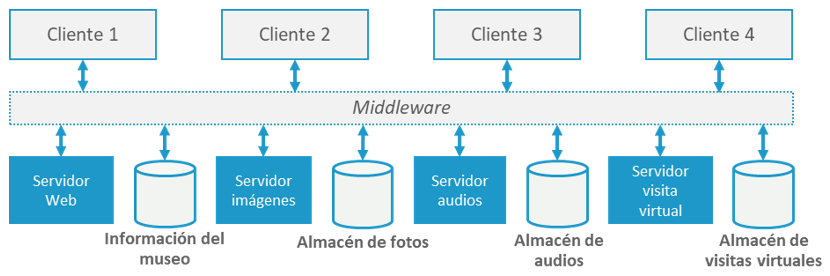 Cliente 1
Cliente 2
Cliente 3
Cliente 4
Middleware
Servidor
Web
Información del
museo
Servidor
imágenes
Almacén de fotos
Servidor
audios
Almacén de
audios
Servidor
visita
virtual
Almacén de
visitas virtuales